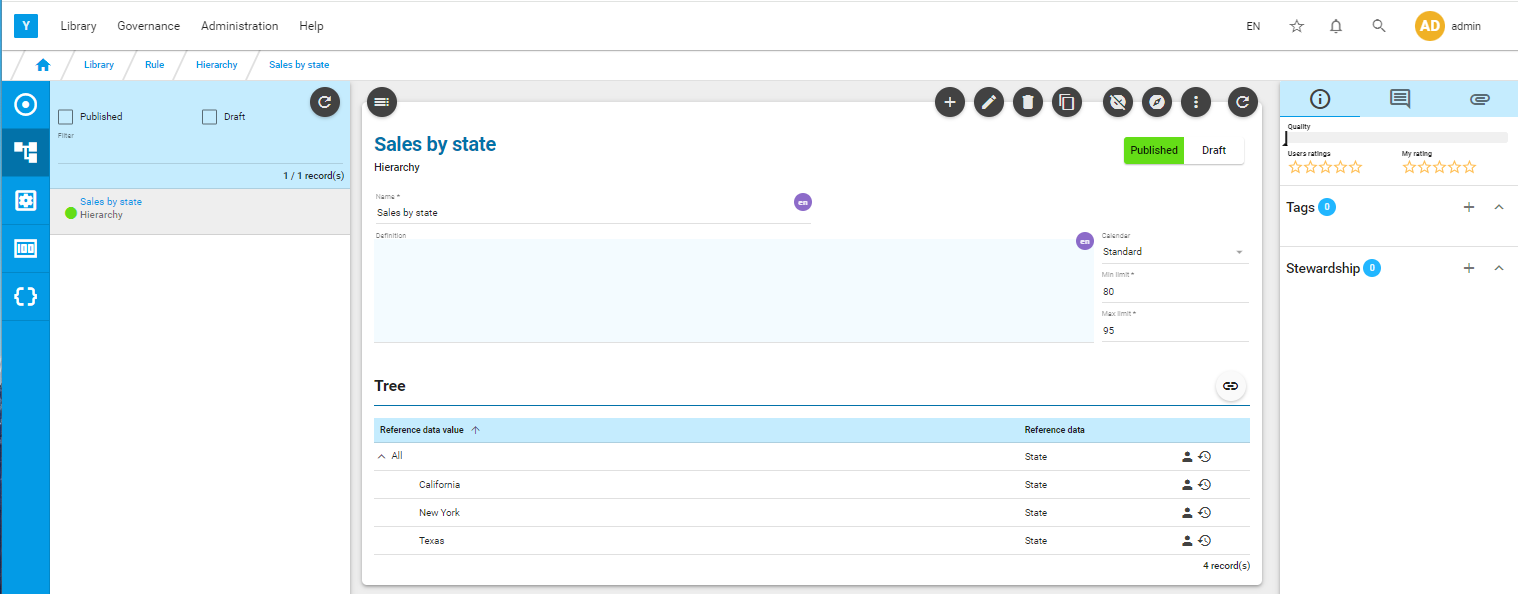 Y Library Governance Administration Help EN AD admin
Library Rule Hierarchy Sales by state
Published Draft
Filter
1 / 1 record(s)
Sales by state
Hierarchy
Sales by state
Hierarchy
Published Draft
Name *
Sales by state
en
Definition
en
Calendar
Standard
Min limit *
80
Max limit *
95
Tree
Reference data value Reference data
All State
California State
New York State
Texas State
4 record(s)
Quality
Users ratings My rating
Tags 0
Stewardship 0